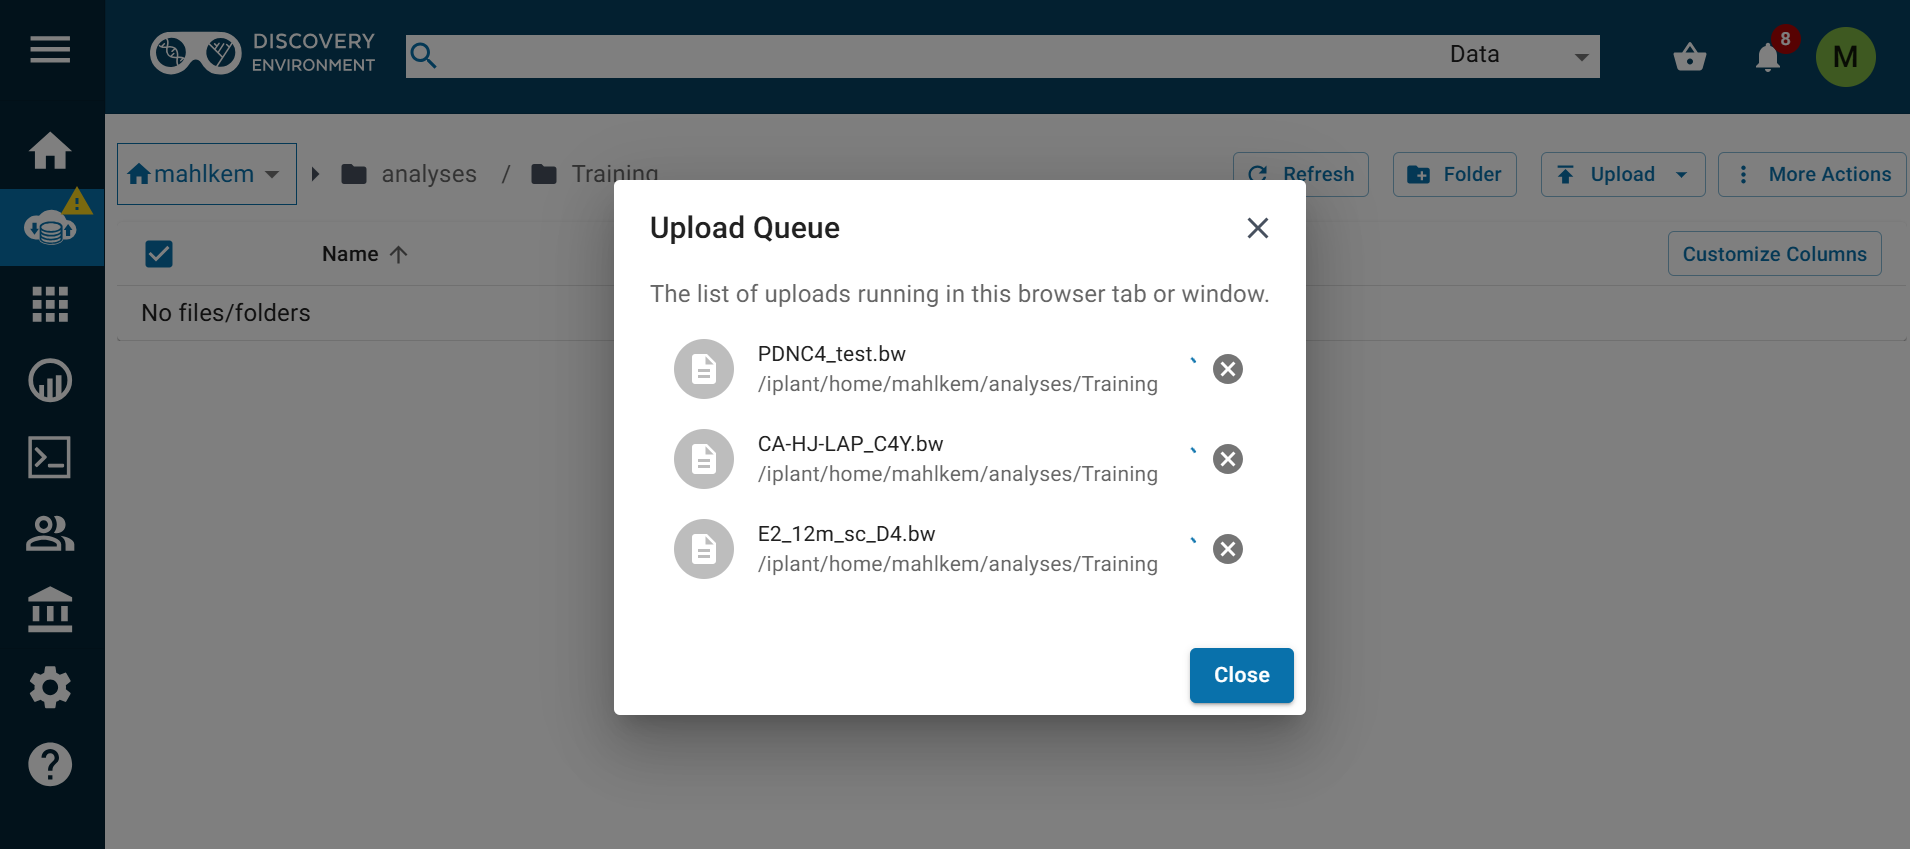 DISCOVERY
ENVIRONMENT
Data
8
M
mahlkem
analyses / Training
Refresh
Folder
Upload
More Actions
Name
Customize Columns
No files/folders
Upload Queue
The list of uploads running in this browser tab or window.
PDNC4_test.bw
/iplant/home/mahlkem/analyses/Training
CA-HJ-LAP_C4Y.bw
/iplant/home/mahlkem/analyses/Training
E2_12m_sc_D4.bw
/iplant/home/mahlkem/analyses/Training
Close